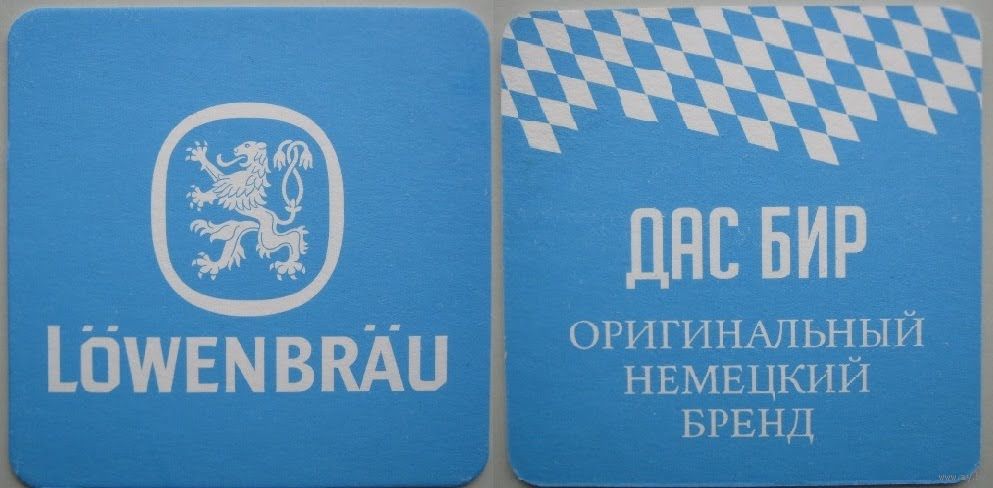 LÖWENBRÄU
ДАС БИР
ОРИГИНАЛЬНЫЙ
НЕМЕЦКИЙ
БРЕНД